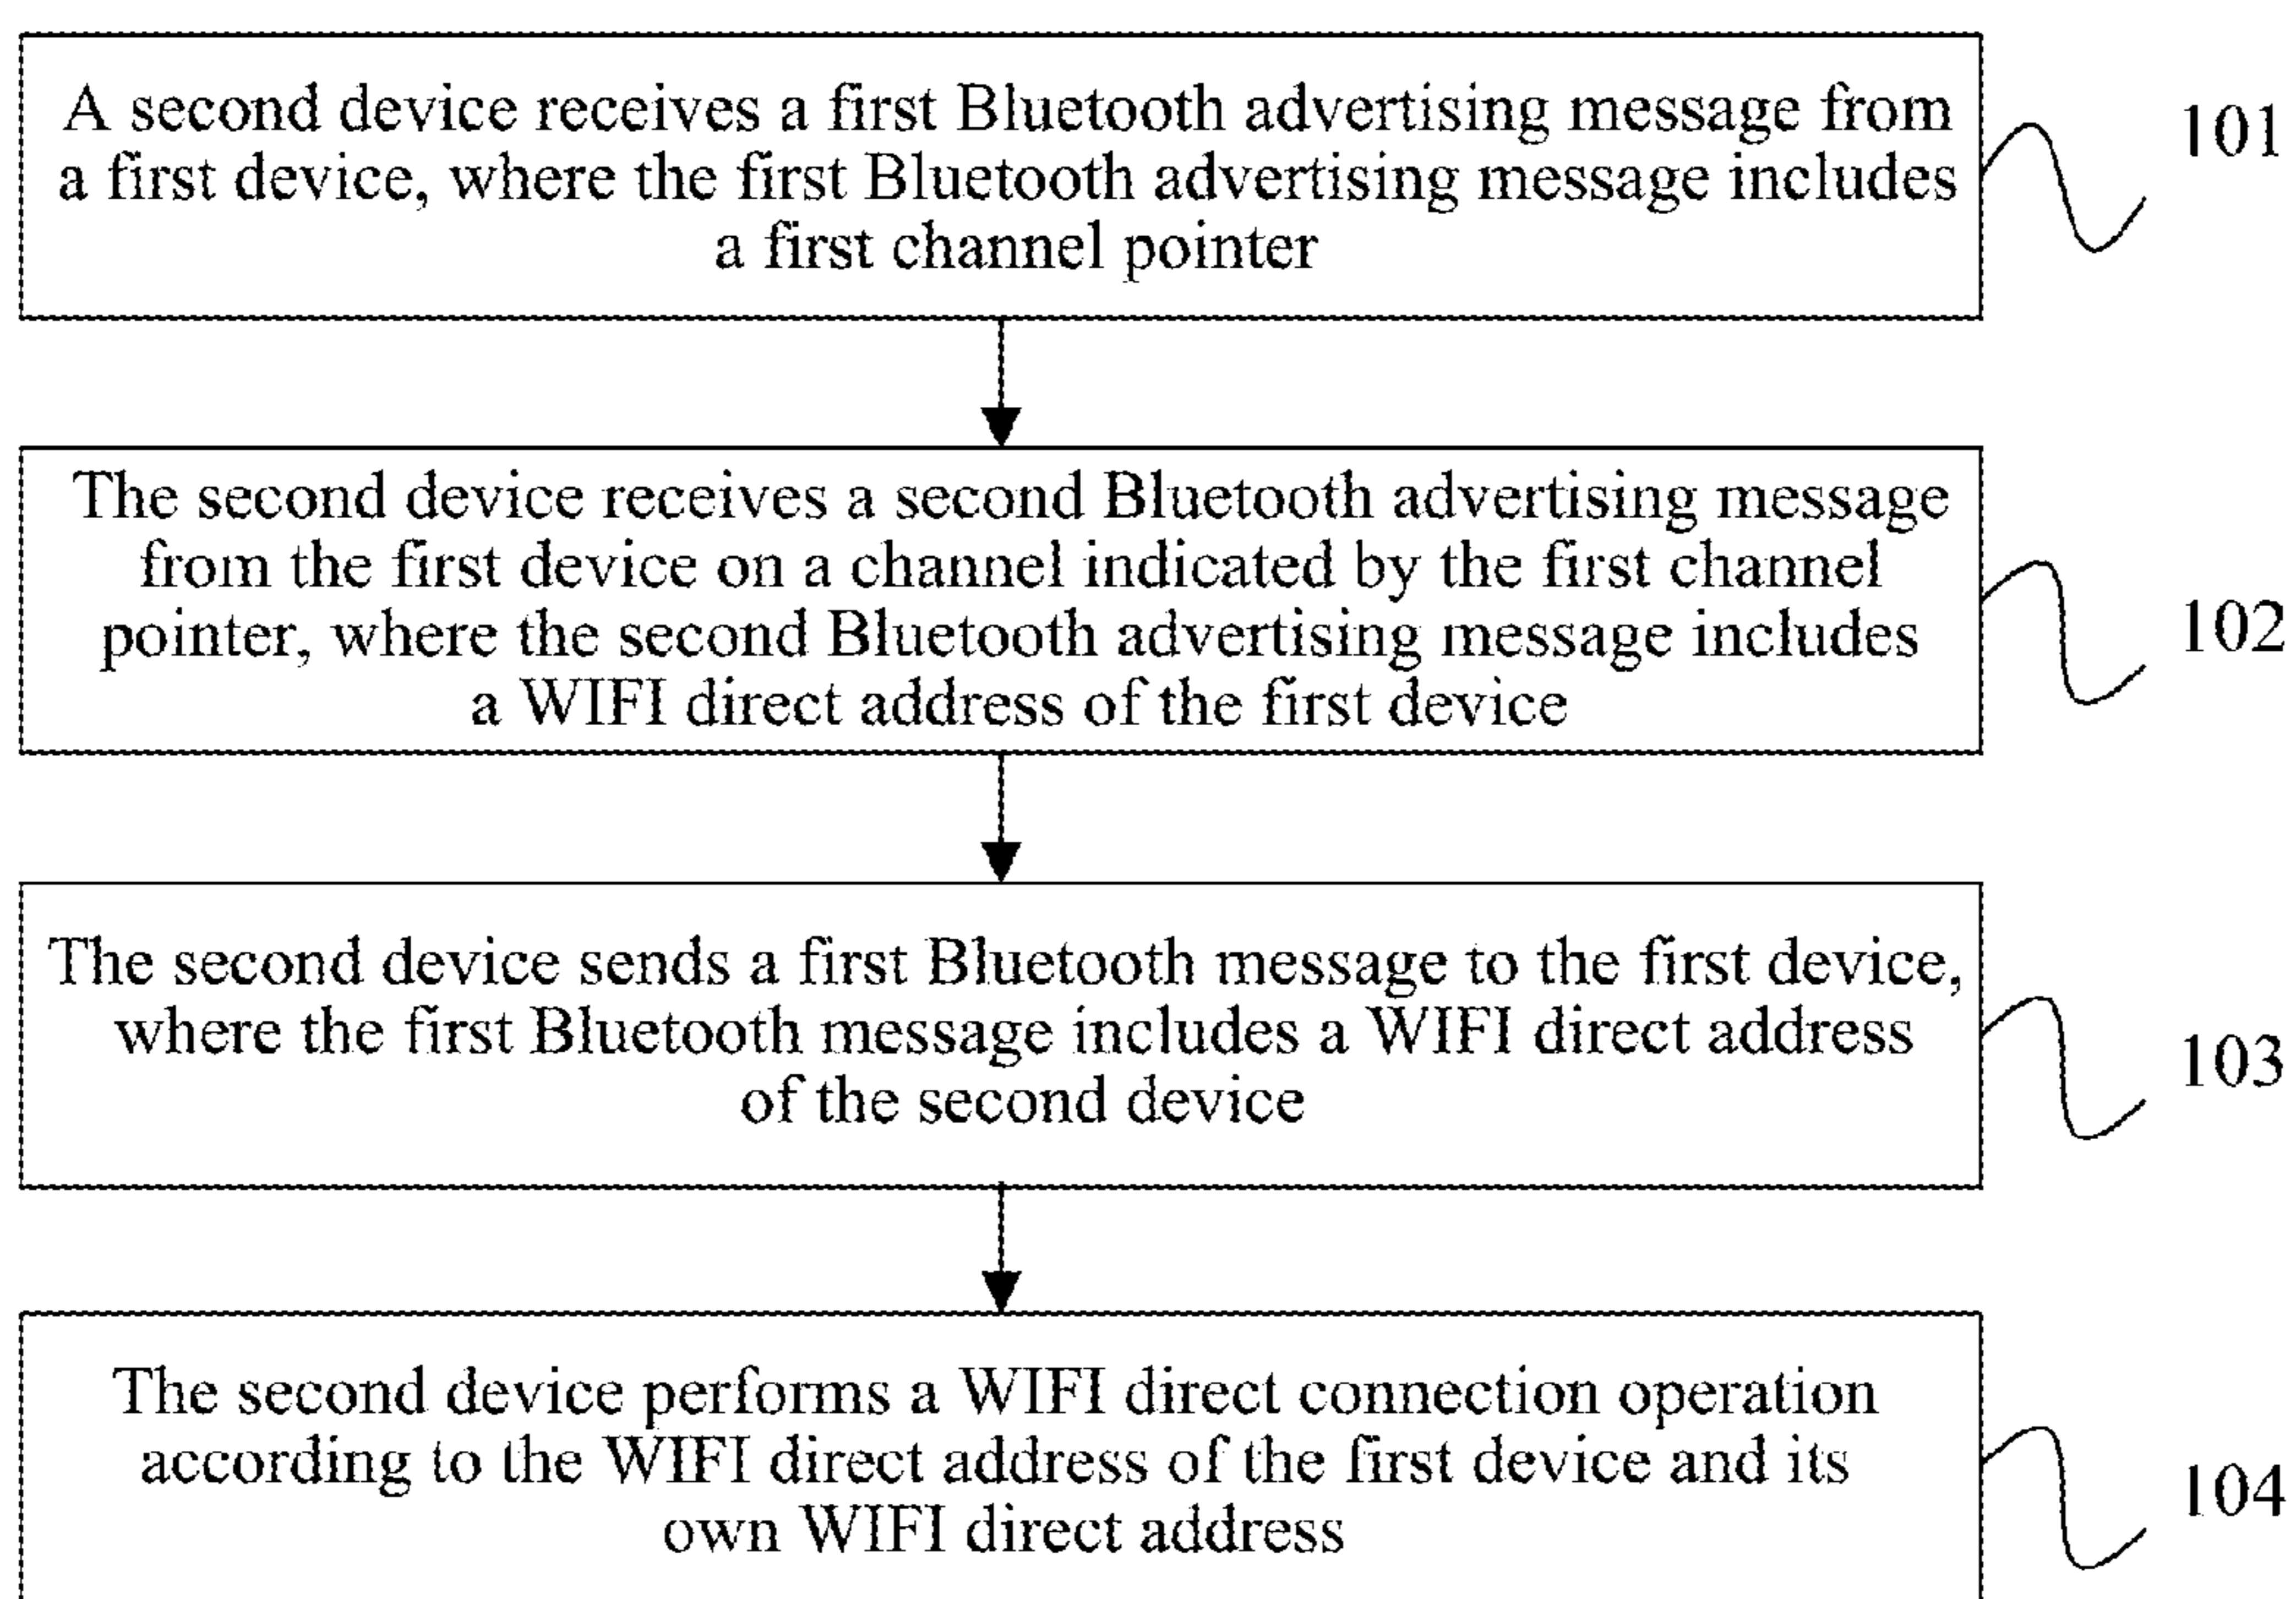 A second device receives a first Bluetooth advertising message from
a first device, where the first Bluetooth advertising message includes
a first channel pointer
101
The second device receives a second Bluetooth advertising message
from the first device on a channel indicated by the first channel
pointer, where the second Bluetooth advertising message includes
a WIFI direct address of the first device
102
The second device sends a first Bluetooth message to the first device,
where the first Bluetooth message includes a WIFI direct address
of the second device
103
The second device performs a WIFI direct connection operation
according to the WIFI direct address of the first device and its
own WIFI direct address
104